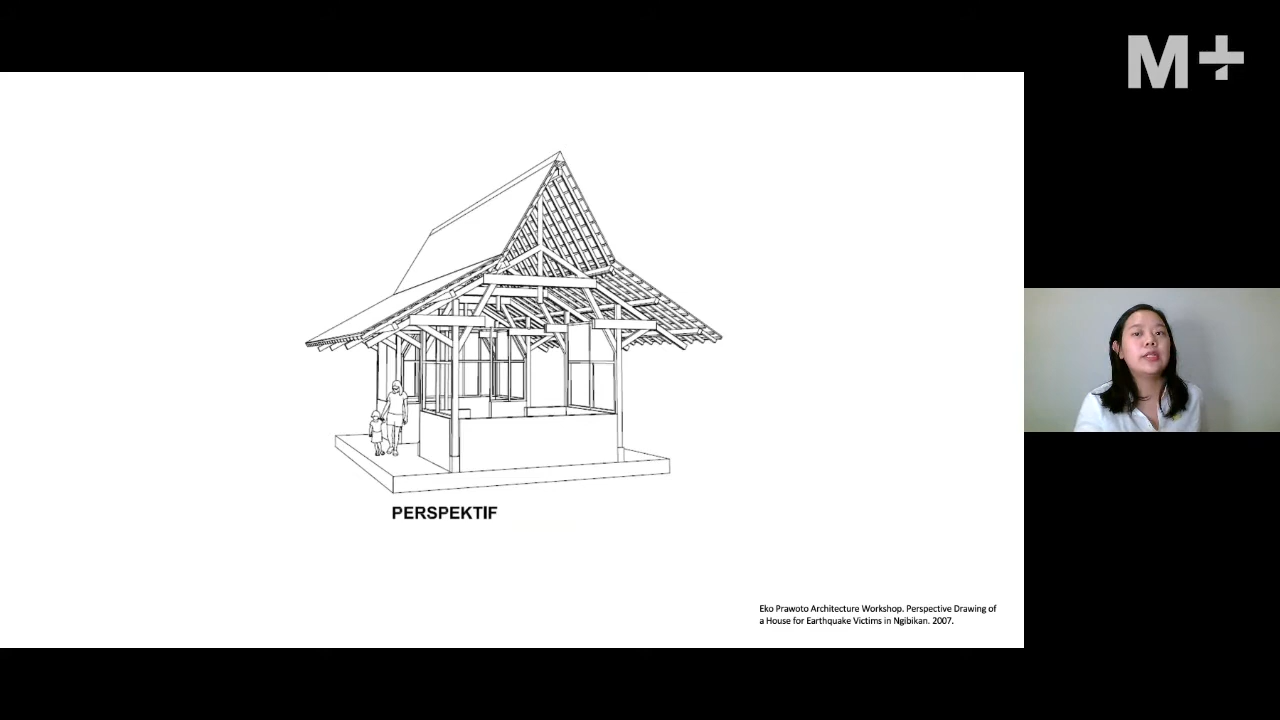 M+
PERSPEKTIF
Eko Prawoto Architecture Workshop. Perspective Drawing of
a House for Earthquake Victims in Ngibikan. 2007.